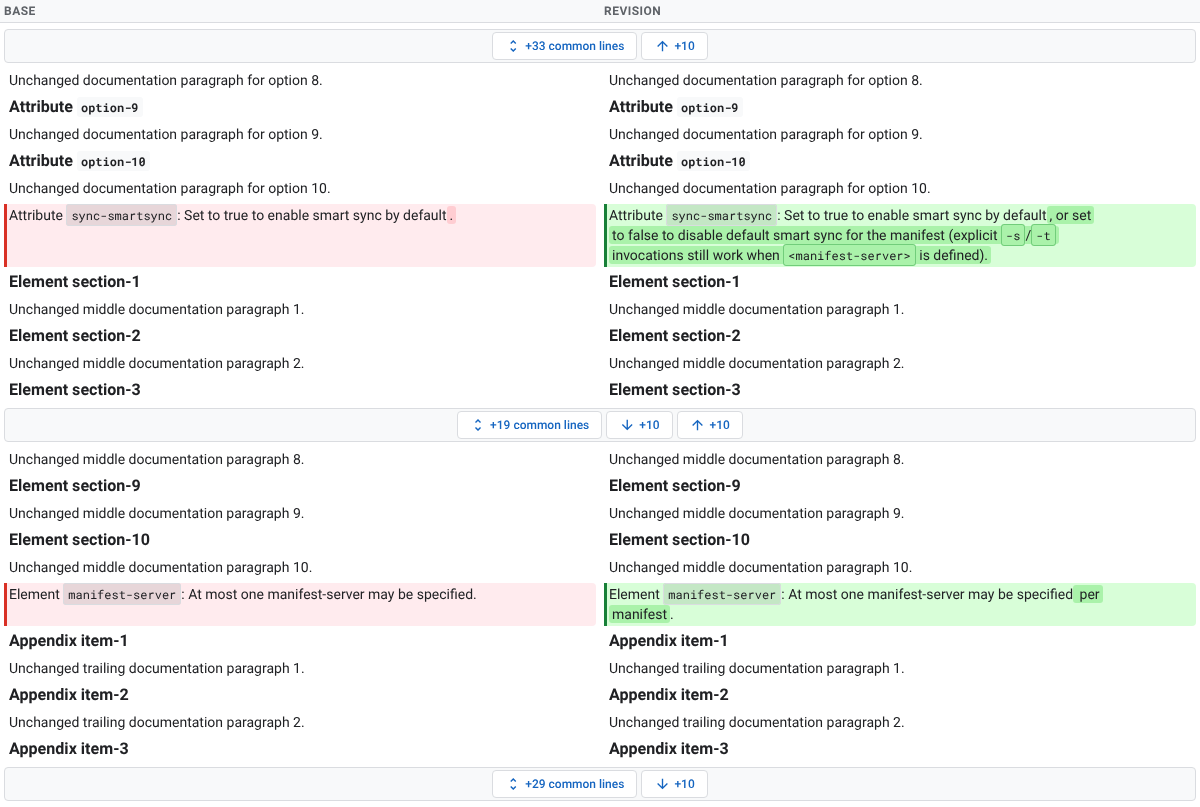 BASE
REVISION
+33 common lines
+10
Unchanged documentation paragraph for option 8.
Unchanged documentation paragraph for option 8.
Attribute option-9
Attribute option-9
Unchanged documentation paragraph for option 9.
Unchanged documentation paragraph for option 9.
Attribute option-10
Attribute option-10
Unchanged documentation paragraph for option 10.
Unchanged documentation paragraph for option 10.
Attribute sync-smartsync: Set to true to enable smart sync by default.
Attribute sync-smartsync: Set to true to enable smart sync by default, or set
to false to disable default smart sync for the manifest (explicit -s/-t
invocations still work when <manifest-server> is defined).
Element section-1
Element section-1
Unchanged middle documentation paragraph 1.
Unchanged middle documentation paragraph 1.
Element section-2
Element section-2
Unchanged middle documentation paragraph 2.
Unchanged middle documentation paragraph 2.
Element section-3
Element section-3
+19 common lines
+10
+10
Unchanged middle documentation paragraph 8.
Unchanged middle documentation paragraph 8.
Element section-9
Element section-9
Unchanged middle documentation paragraph 9.
Unchanged middle documentation paragraph 9.
Element section-10
Element section-10
Unchanged middle documentation paragraph 10.
Unchanged middle documentation paragraph 10.
Element manifest-server: At most one manifest-server may be specified.
Element manifest-server: At most one manifest-server may be specified per
manifest.
Appendix item-1
Appendix item-1
Unchanged trailing documentation paragraph 1.
Unchanged trailing documentation paragraph 1.
Appendix item-2
Appendix item-2
Unchanged trailing documentation paragraph 2.
Unchanged trailing documentation paragraph 2.
Appendix item-3
Appendix item-3
+29 common lines
+10